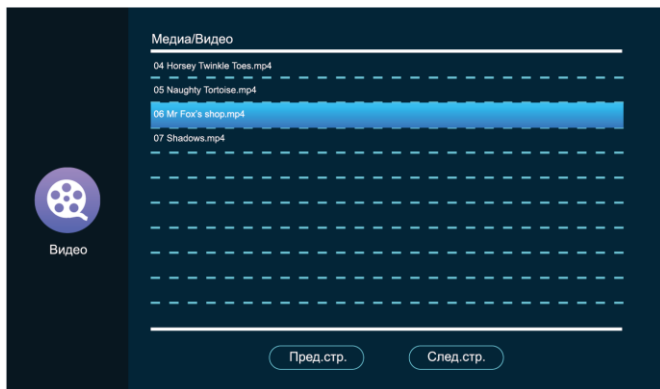 Медиа/Видео
04 Horsey Twinkle Toes.mp4
05 Naughty Tortoise.mp4
06 Mr Fox's shop.mp4
07 Shadows.mp4
Видео
Пред.стр.
След.стр.